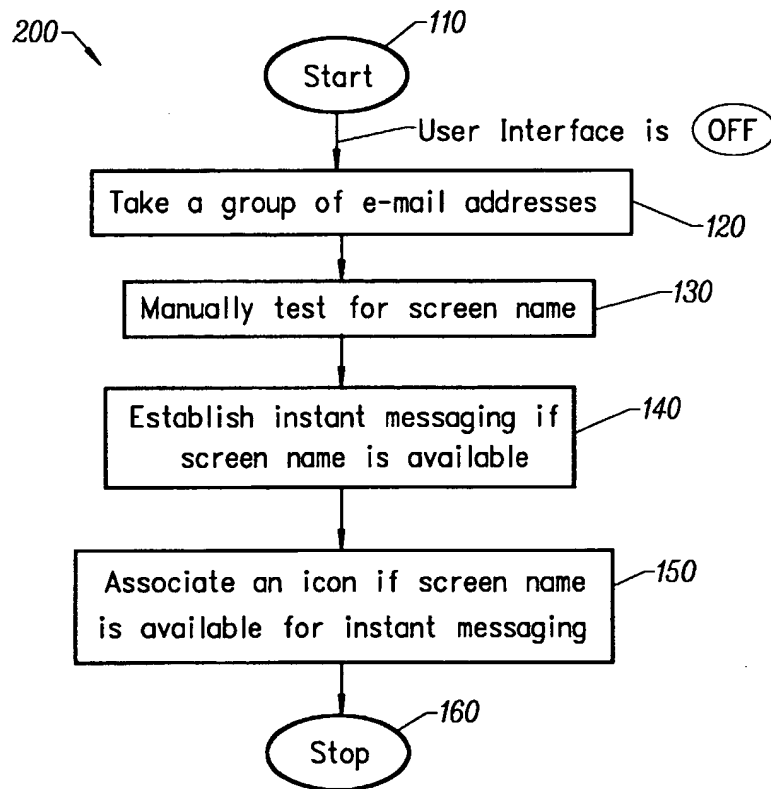 200
110
Start
User Interface is OFF
Take a group of e-mail addresses
120
Manually test for screen name
130
Establish instant messaging if
screen name is available
140
Associate an icon if screen name
is available for instant messaging
150
160
Stop